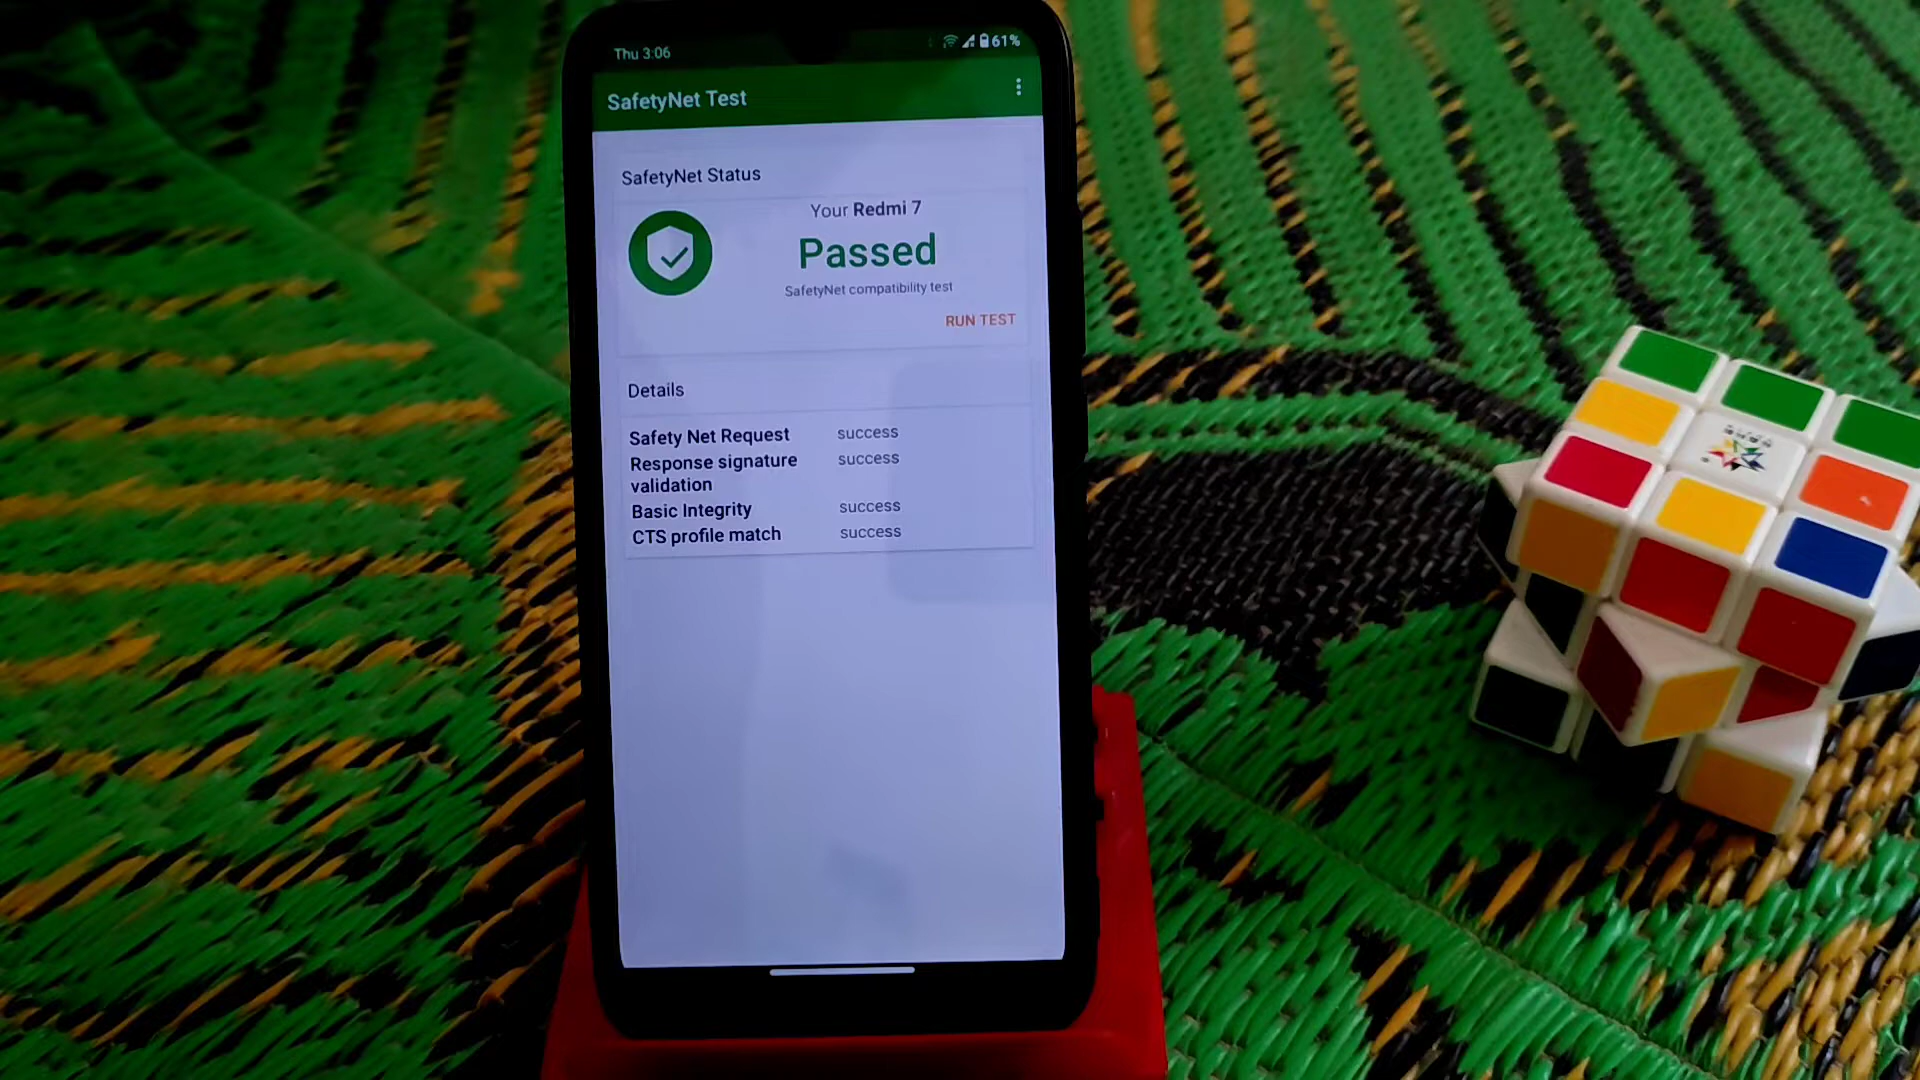 Thu 3:06
61%
SafetyNet Test
SafetyNet Status
Your Redmi 7
Passed
SafetyNet compatibility test
RUN TEST
Details
Safety Net Request success
Response signature success
validation
Basic Integrity success
CTS profile match success